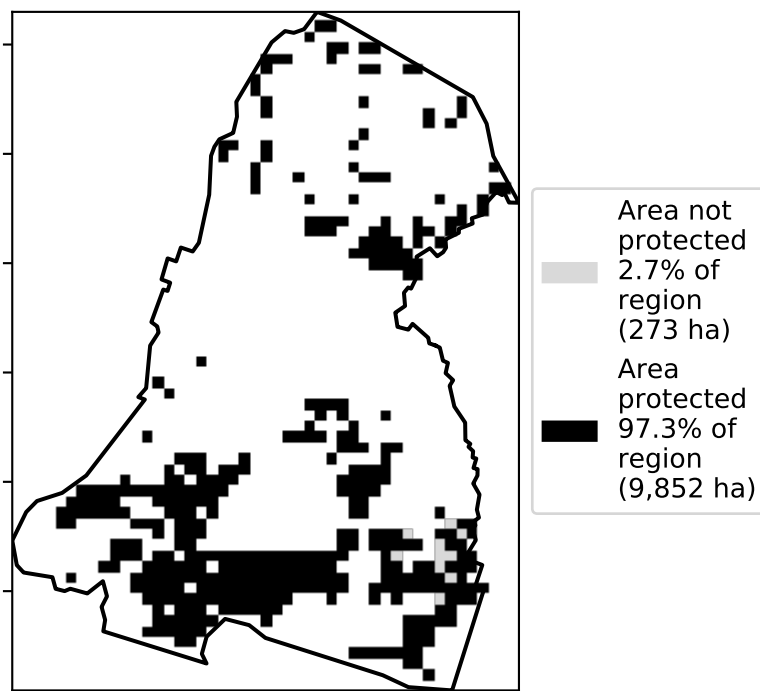 Area not
protected
2.7% of
region
(273 ha)
Area
protected
97.3% of
region
(9,852 ha)